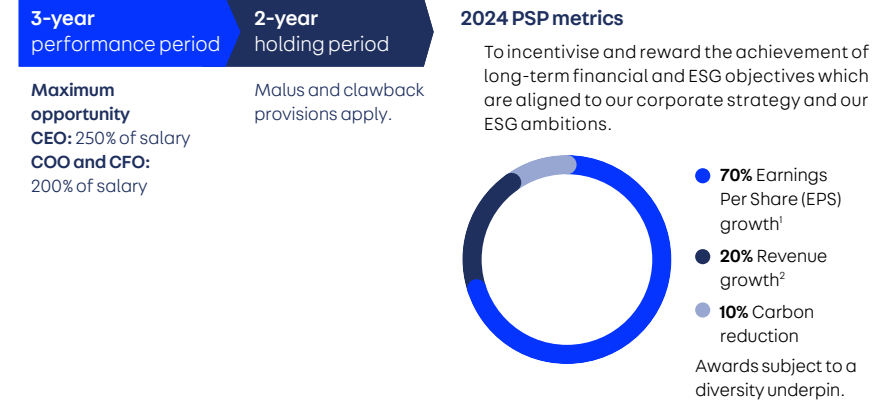 3-year
performance period
2-year
holding period
Maximum
opportunity
CEO: 250% of salary
COO and CFO:
200% of salary
Malus and clawback
provisions apply.
2024 PSP metrics
To incentivise and reward the achievement of
long-term financial and ESG objectives which
are aligned to our corporate strategy and our
ESG ambitions.
70% Earnings
Per Share (EPS)
growth¹
20% Revenue
growth²
10% Carbon
reduction
Awards subject to a
diversity underpin.